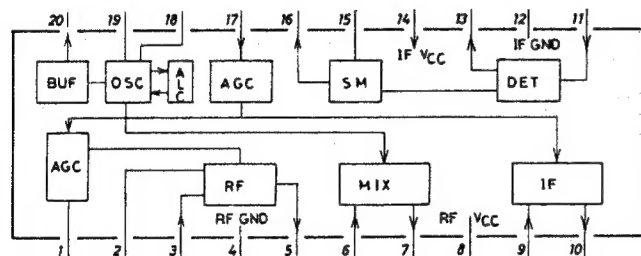 20 19 18 17 16 15 14 13 12 11
IF VCC IF GND
BUF OSC ALC AGC SM DET
AGC RF MIX IF
RF GND RF VCC
1 2 3 4 5 6 7 8 9 10